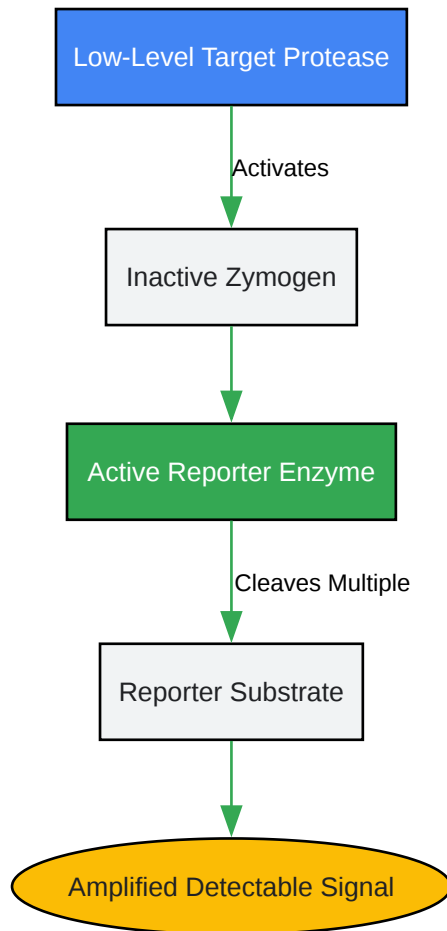 Low-Level Target Protease
Activates
Inactive Zymogen
Active Reporter Enzyme
Cleaves Multiple
Reporter Substrate
Amplified Detectable Signal